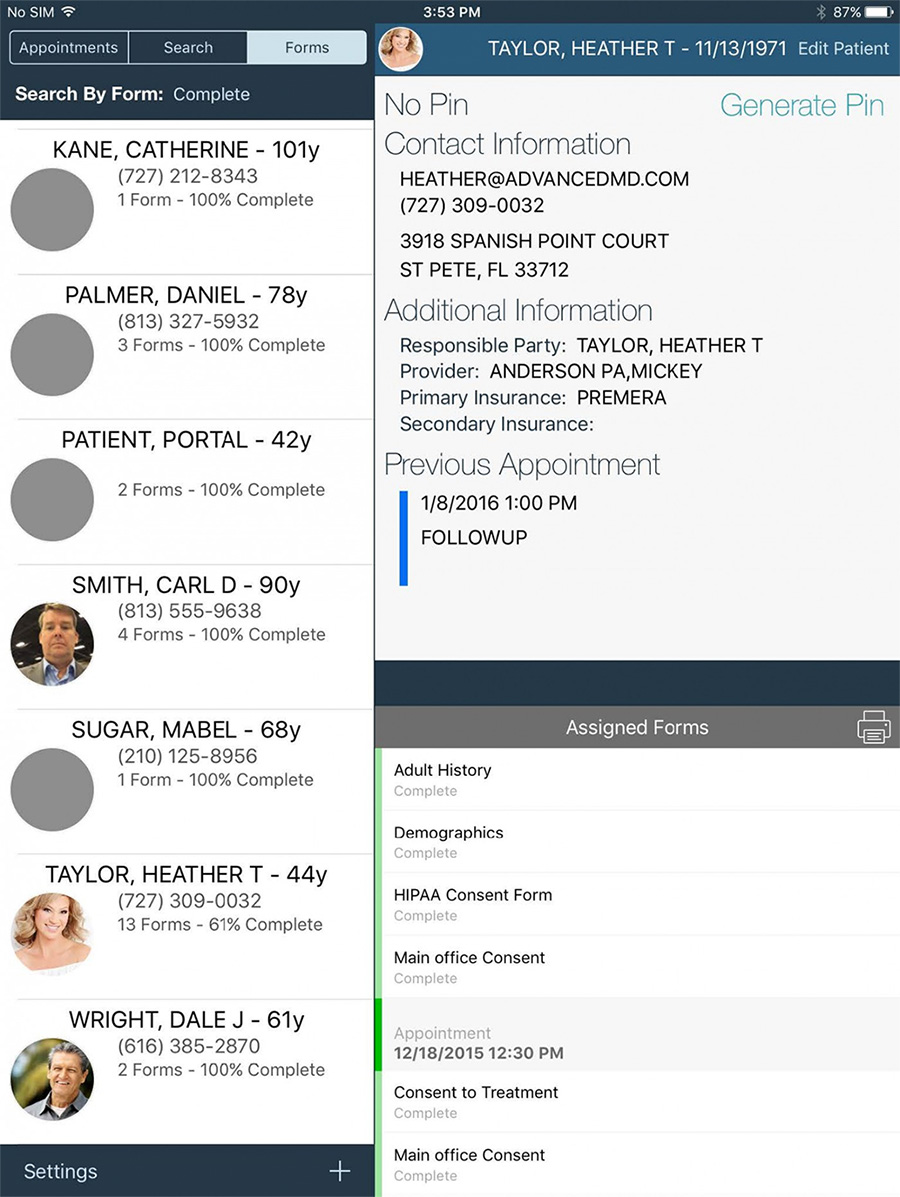 No SIM
3:53 PM
87%
Appointments
Search
Forms
Search By Form: Complete
KANE, CATHERINE - 101y
(727) 212-8343
1 Form - 100% Complete
PALMER, DANIEL - 78y
(813) 327-5932
3 Forms - 100% Complete
PATIENT, PORTAL - 42y
2 Forms - 100% Complete
SMITH, CARL D - 90y
(813) 555-9638
4 Forms - 100% Complete
SUGAR, MABEL - 68y
(210) 125-8956
1 Form - 100% Complete
TAYLOR, HEATHER T - 44y
(727) 309-0032
13 Forms - 61% Complete
WRIGHT, DALE J - 61y
(616) 385-2870
2 Forms - 100% Complete
Settings
TAYLOR, HEATHER T - 11/13/1971 Edit Patient
No Pin
Generate Pin
Contact Information
HEATHER@ADVANCEDMD.COM
(727) 309-0032
3918 SPANISH POINT COURT
ST PETE, FL 33712
Additional Information
Responsible Party: TAYLOR, HEATHER T
Provider: ANDERSON PA,MICKEY
Primary Insurance: PREMERA
Secondary Insurance:
Previous Appointment
1/8/2016 1:00 PM
FOLLOWUP
Assigned Forms
Adult History
Complete
Demographics
Complete
HIPAA Consent Form
Complete
Main office Consent
Complete
Appointment
12/18/2015 12:30 PM
Consent to Treatment
Complete
Main office Consent
Complete